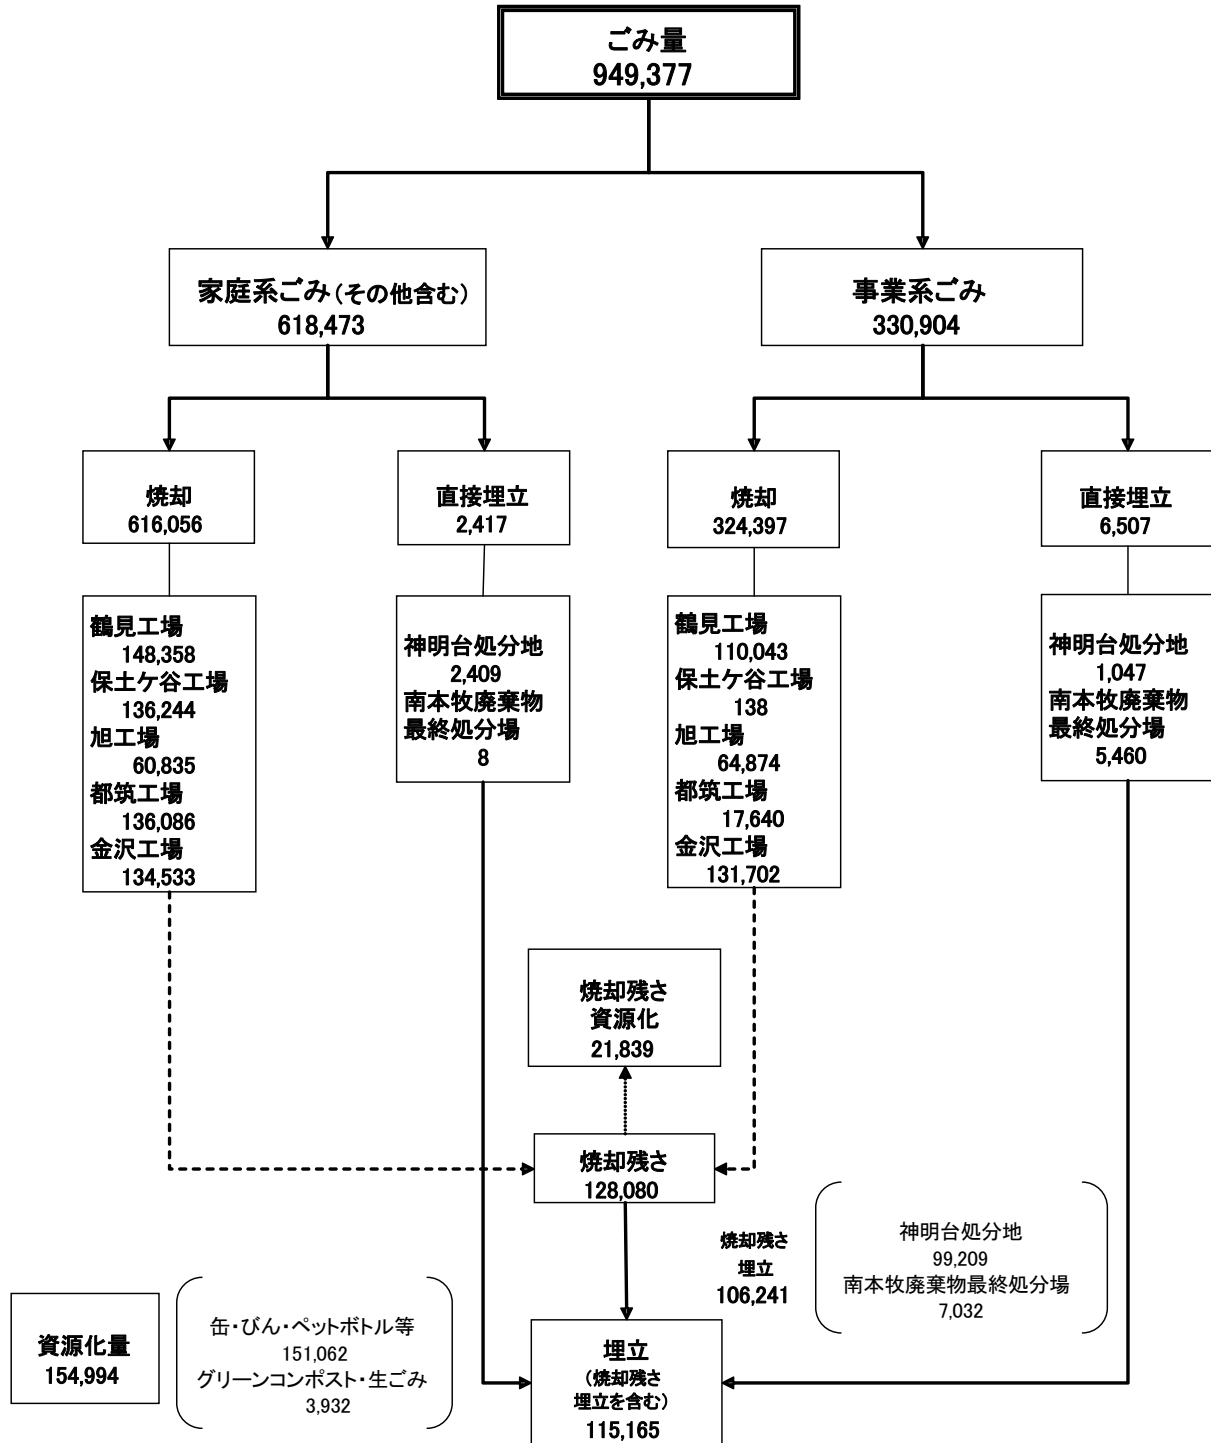 ごみ量
949,377
家庭系ごみ(その他含む)
618,473
事業系ごみ
330,904
焼却
616,056
直接埋立
2,417
焼却
324,397
直接埋立
6,507
鶴見工場
148,358
保土ケ谷工場
136,244
旭工場
60,835
都筑工場
136,086
金沢工場
134,533
神明台処分地
2,409
南本牧廃棄物
最終処分場
8
鶴見工場
110,043
保土ケ谷工場
138
旭工場
64,874
都筑工場
17,640
金沢工場
131,702
神明台処分地
1,047
南本牧廃棄物
最終処分場
5,460
焼却残さ
資源化
21,839
焼却残さ
128,080
焼却残さ
埋立
106,241
神明台処分地
99,209
南本牧廃棄物最終処分場
7,032
資源化量
154,994
缶・びん・ペットボトル等
151,062
グリーンコンポスト・生ごみ
3,932
埋立
(焼却残さ
埋立を含む)
115,165